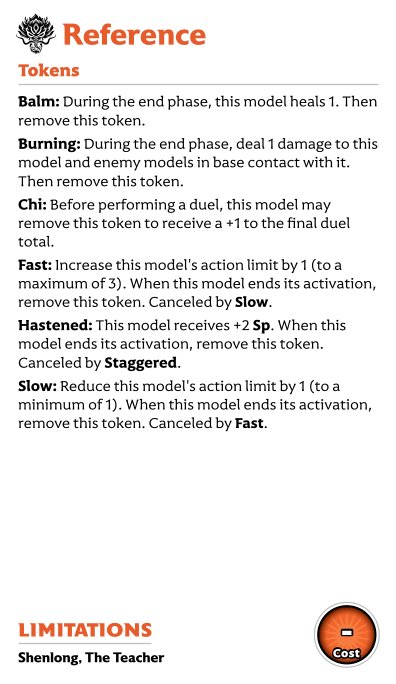 Reference
Tokens
Balm: During the end phase, this model heals 1. Then
remove this token.
Burning: During the end phase, deal 1 damage to this
model and enemy models in base contact with it.
Then remove this token.
Chi: Before performing a duel, this model may
remove this token to receive a +1 to the final duel
total.
Fast: Increase this model's action limit by 1 (to a
maximum of 3). When this model ends its activation,
remove this token. Canceled by Slow.
Hastened: This model receives +2 Sp. When this
model ends its activation, remove this token.
Canceled by Staggered.
Slow: Reduce this model's action limit by 1 (to a
minimum of 1). When this model ends its activation,
remove this token. Canceled by Fast.
LIMITATIONS
Shenlong, The Teacher
-
Cost